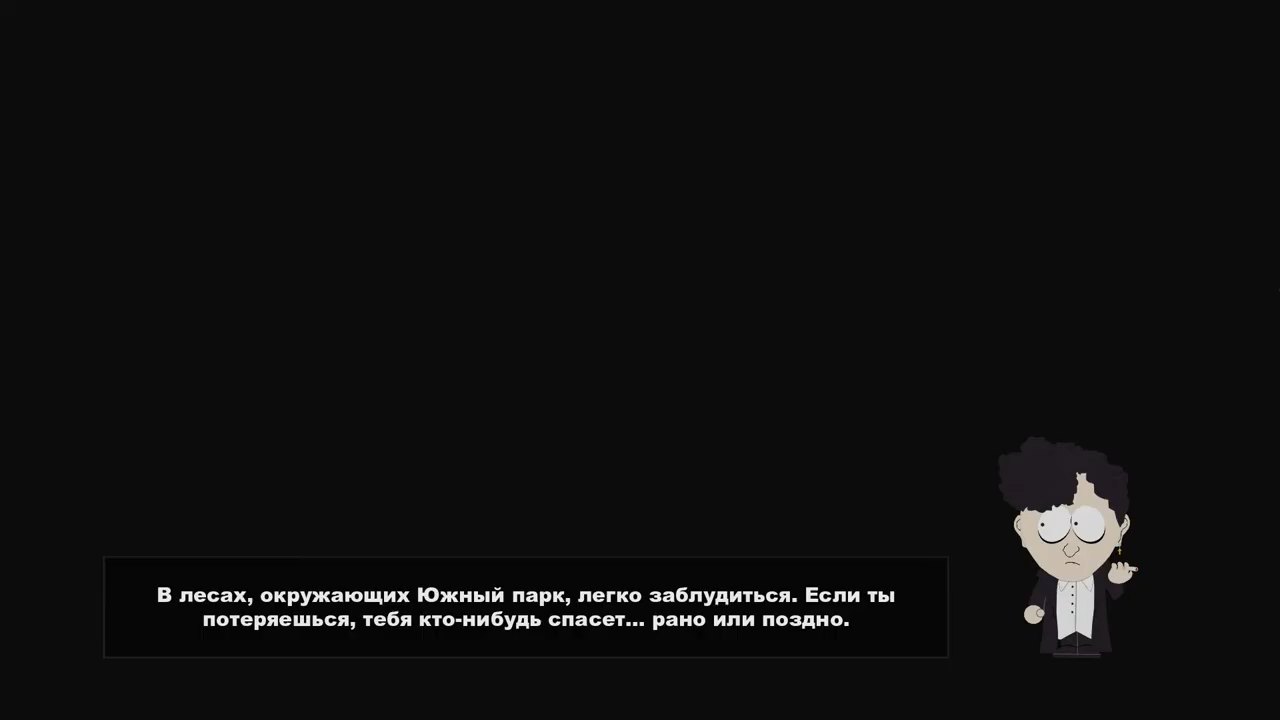 В лесах, окружающих Южный парк, легко заблудиться. Если ты
потеряешься, тебя кто-нибудь спасет... рано или поздно.